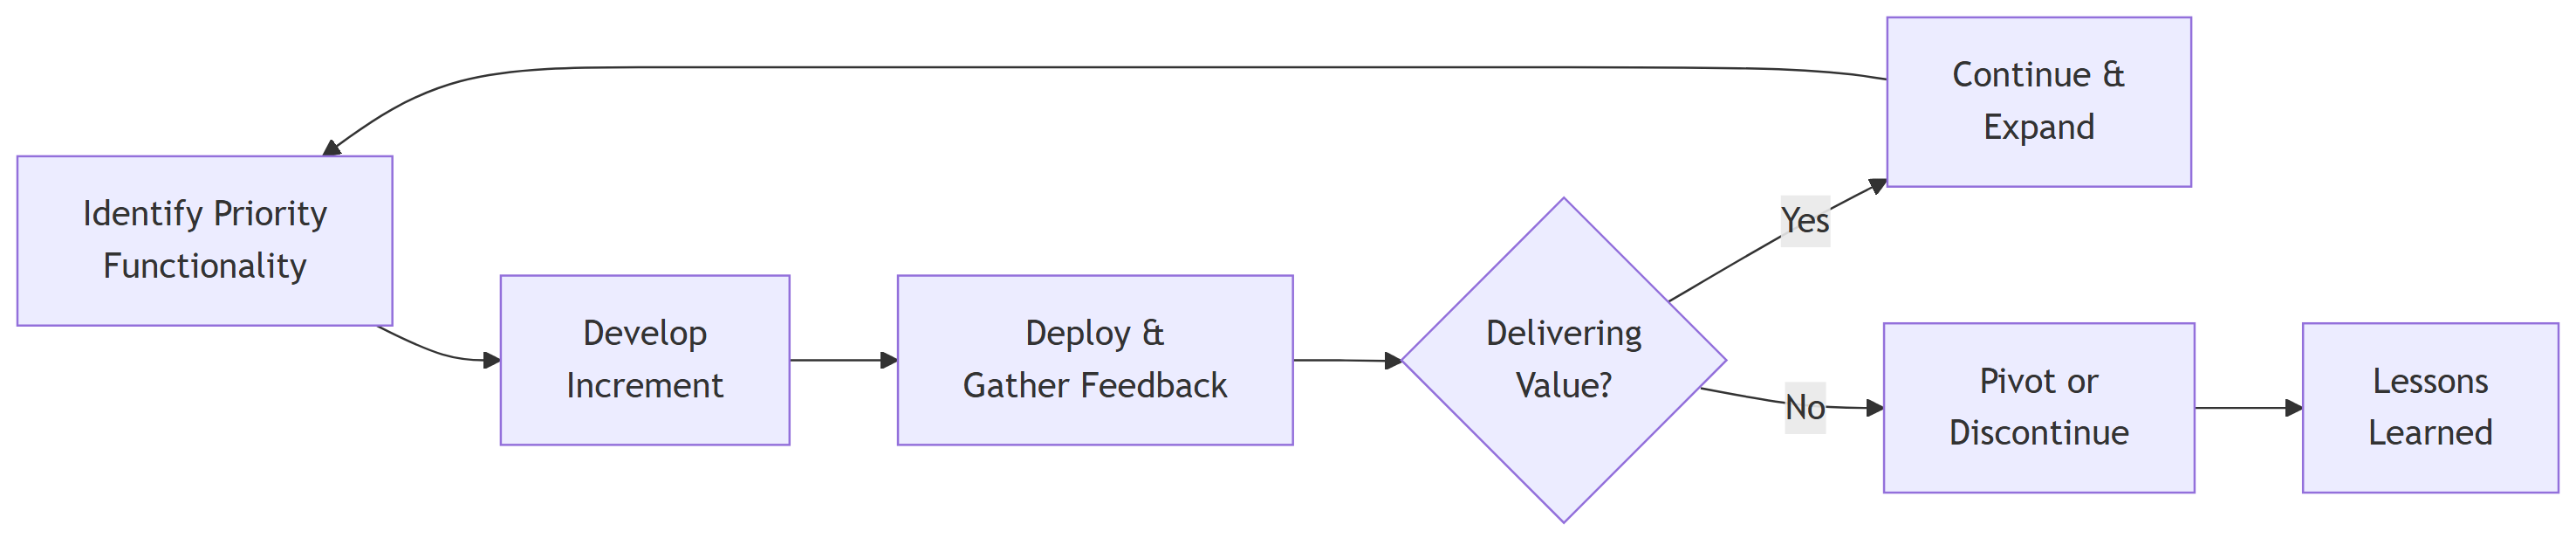 Identify Priority
Functionality
Develop
Increment
Deploy &
Gather Feedback
Delivering
Value?
Yes
Continue &
Expand
No
Pivot or
Discontinue
Lessons
Learned